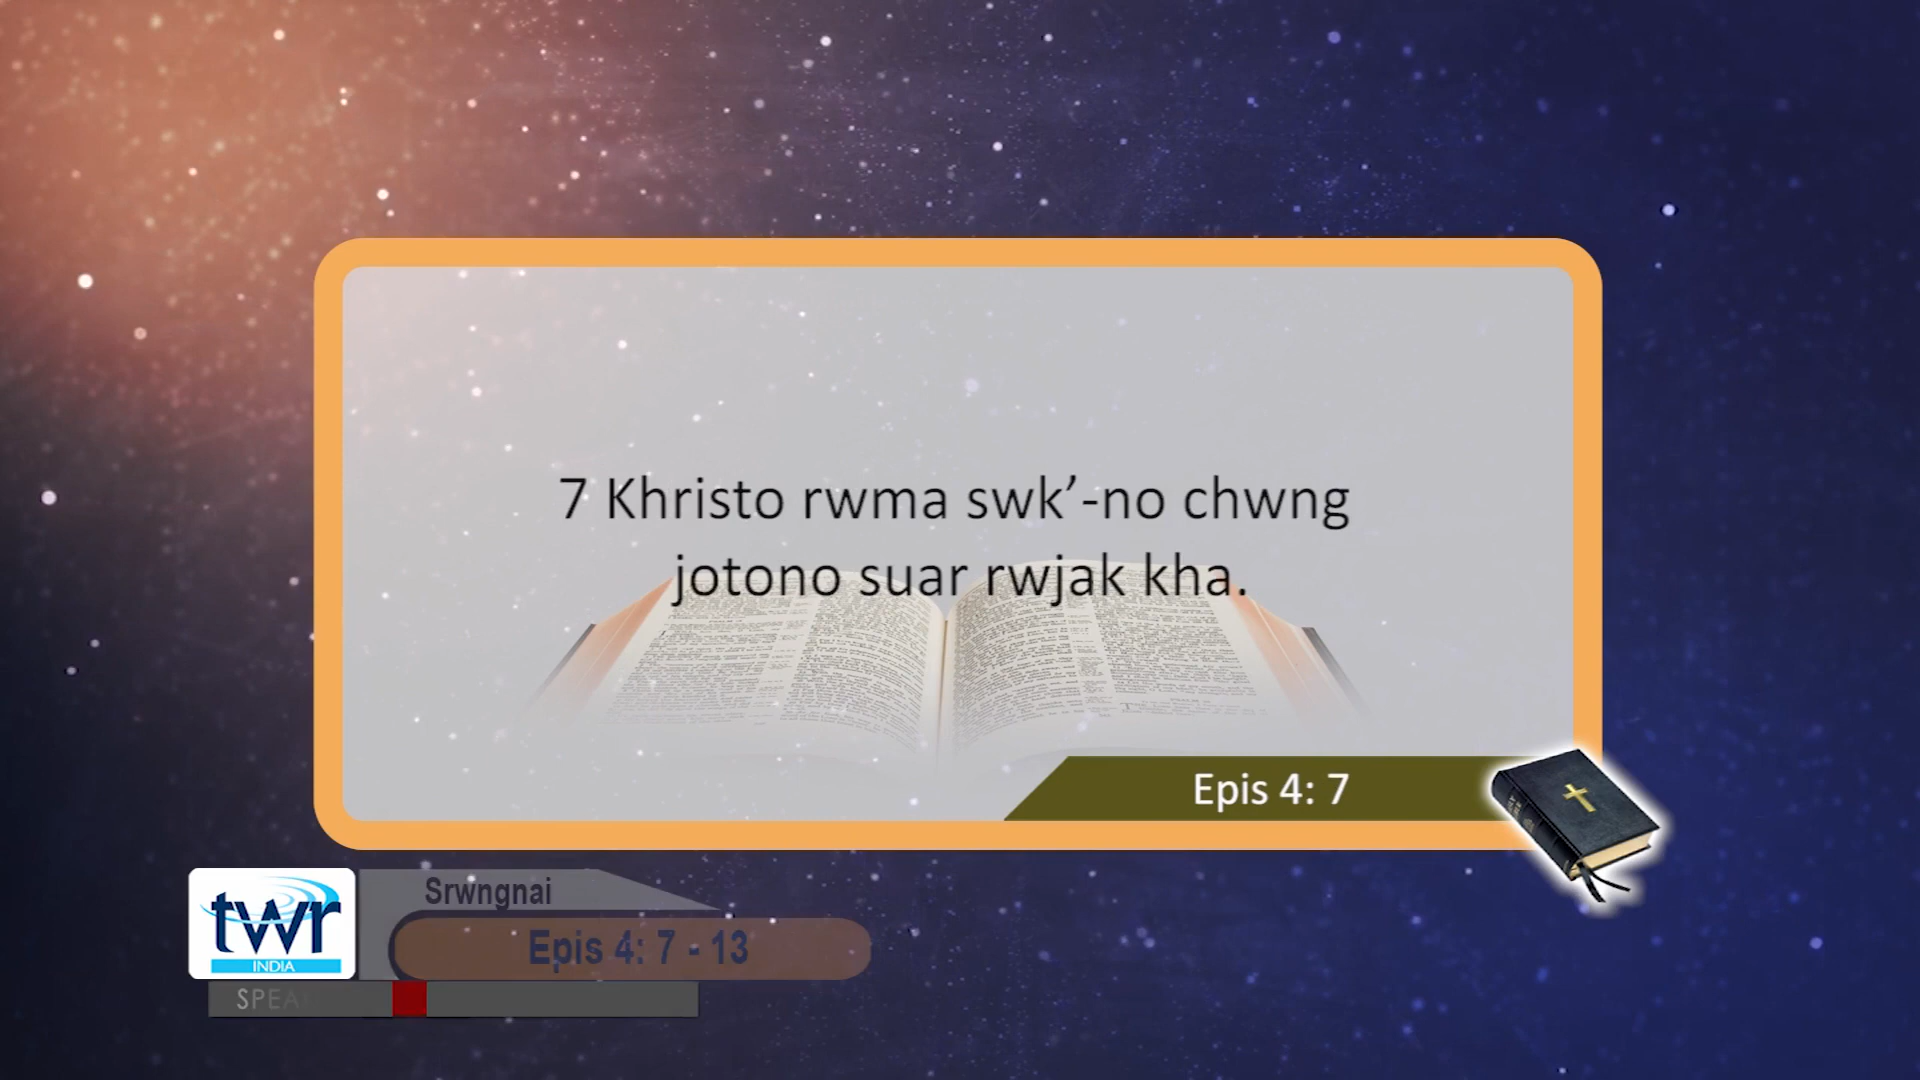 7 Khristo rwma swk’-no chwng
jotono suar rwjak kha.
Epis 4: 7
twr
INDIA
Srwngnai
Epis 4: 7 - 13
SPEA